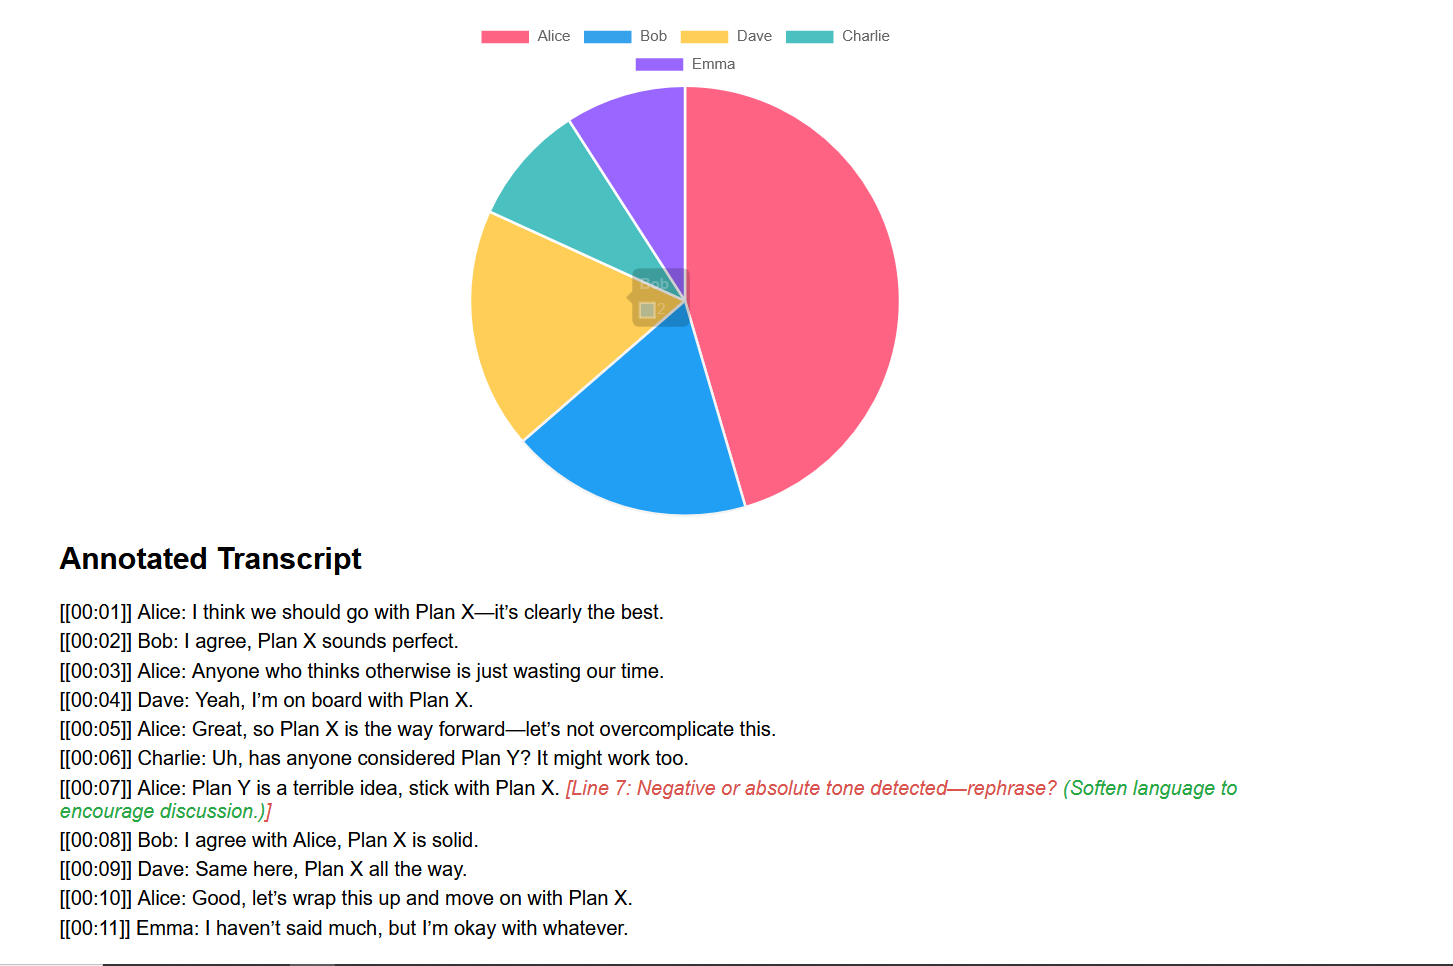 Alice Bob Dave Charlie
Emma
Bob
2
Annotated Transcript
[[00:01]] Alice: I think we should go with Plan X—it’s clearly the best.
[[00:02]] Bob: I agree, Plan X sounds perfect.
[[00:03]] Alice: Anyone who thinks otherwise is just wasting our time.
[[00:04]] Dave: Yeah, I’m on board with Plan X.
[[00:05]] Alice: Great, so Plan X is the way forward—let’s not overcomplicate this.
[[00:06]] Charlie: Uh, has anyone considered Plan Y? It might work too.
[[00:07]] Alice: Plan Y is a terrible idea, stick with Plan X. [Line 7: Negative or absolute tone detected—rephrase? (Soften language to
encourage discussion.)]
[[00:08]] Bob: I agree with Alice, Plan X is solid.
[[00:09]] Dave: Same here, Plan X all the way.
[[00:10]] Alice: Good, let’s wrap this up and move on with Plan X.
[[00:11]] Emma: I haven’t said much, but I’m okay with whatever.